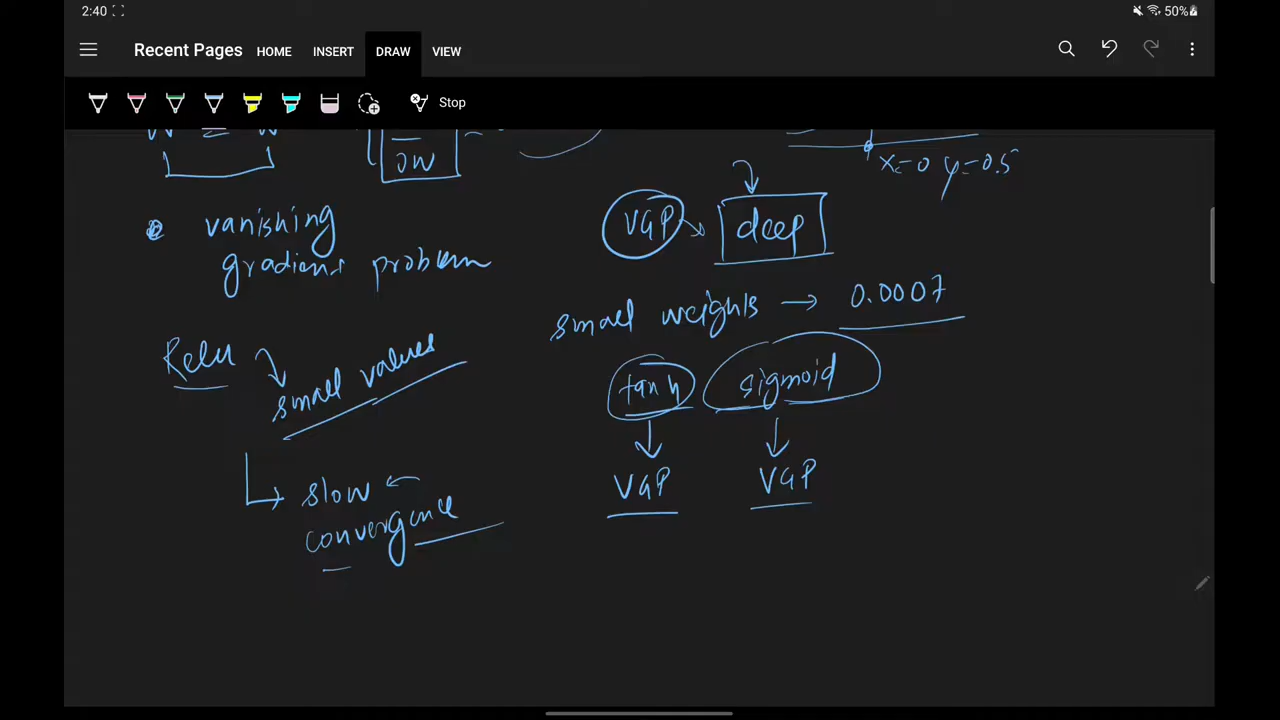 2:40
50%
Recent Pages
HOME
INSERT
DRAW
VIEW
Stop
∂W
x=0 y=0.5
vanishing
gradient problem
VGP
deep
small weights → 0.0007
Relu
small values
tanh
sigmoid
slow
convergence
VGP
VGP